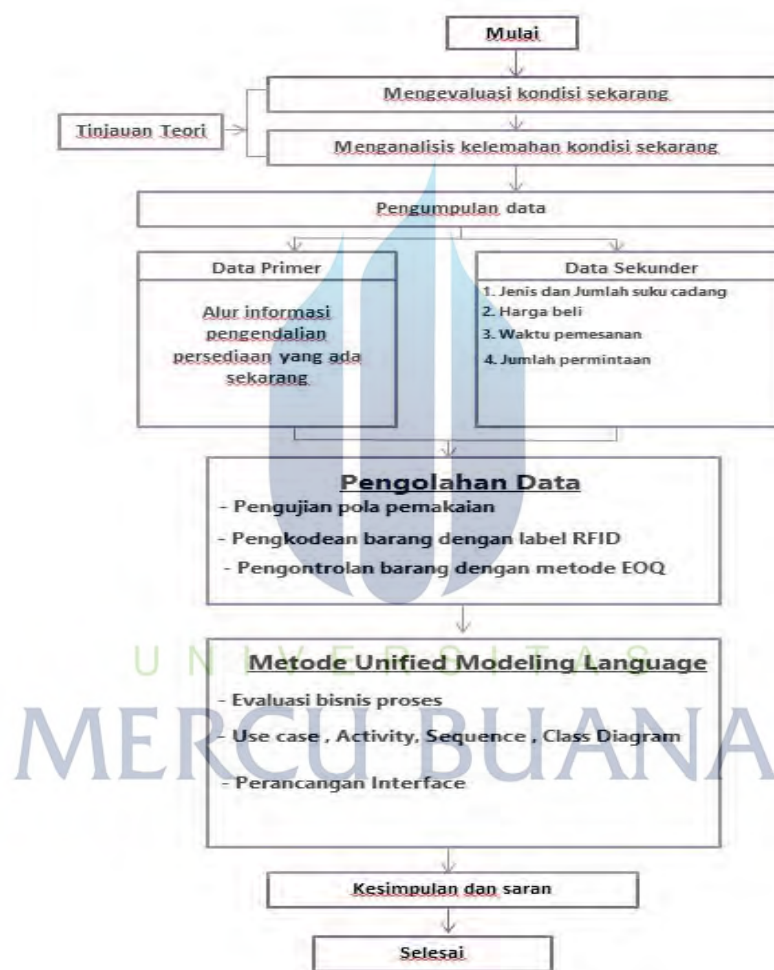 Mulai
Mengevaluasi kondisi sekarang
Tinjauan Teori
Menganalisis kelemahan kondisi sekarang
Pengumpulan data
Data Primer
Alur informasi
pengendalian
persediaan yang ada
sekarang
Data Sekunder
1. Jenis dan Jumlah suku cadang
2. Harga beli
3. Waktu pemesanan
4. Jumlah permintaan
Pengolahan Data
- Pengujian pola pemakaian
- Pengkodean barang dengan label RFID
- Pengontrolan barang dengan metode EOQ
UNIVERSITAS
MERCU BUANA
Metode Unified Modeling Language
- Evaluasi bisnis proses
- Use case , Activity, Sequence , Class Diagram
- Perancangan Interface
Kesimpulan dan saran
Selesai